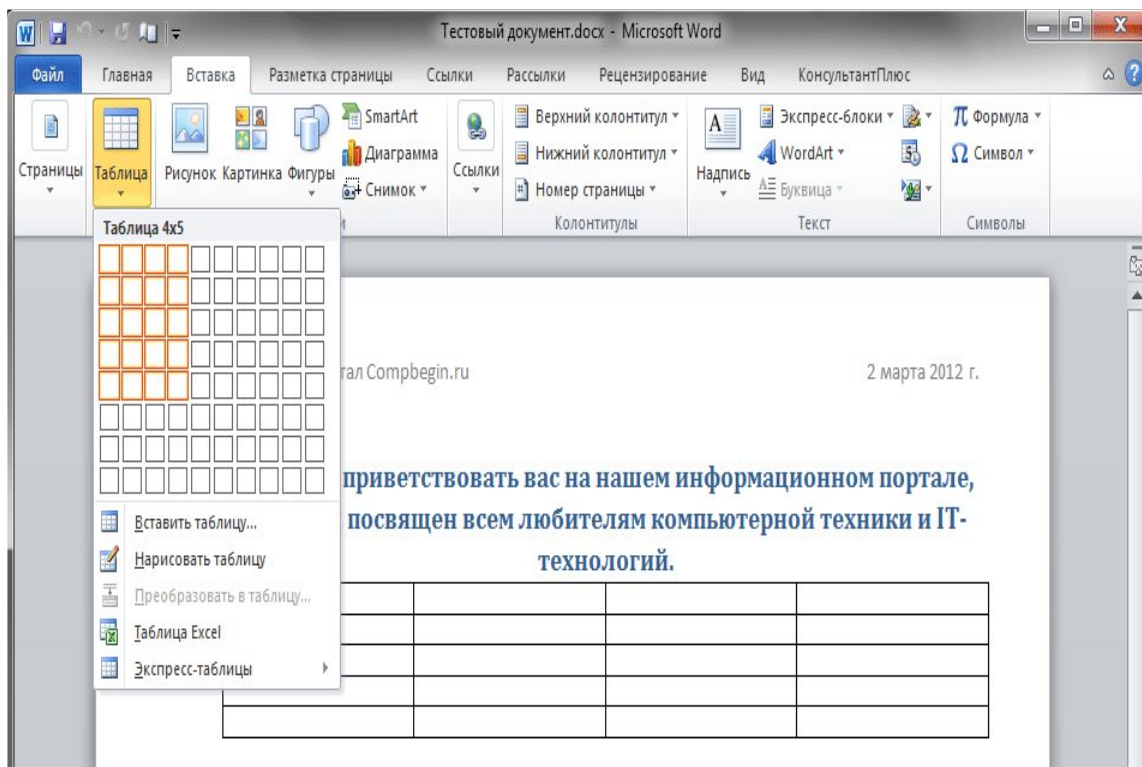 Тестовый документ.docx - Microsoft Word
Файл Главная Вставка Разметка страницы Ссылки Рассылки Рецензирование Вид КонсультантПлюс
Страницы
Таблица
Рисунок Картинка Фигуры
SmartArt
Диаграмма
Снимок
Ссылки
Верхний колонтитул
Нижний колонтитул
Номер страницы
Колонтитулы
Надпись
Экспресс-блоки
WordArt
Буквица
Текст
π Формула
Ω Символ
Символы
Таблица 4x5
Вставить таблицу...
Нарисовать таблицу
Преобразовать в таблицу...
Таблица Excel
Экспресс-таблицы
Compbegin.ru 2 марта 2012 г.
приветствовать вас на нашем информационном портале,
посвящен всем любителям компьютерной техники и IT-
технологий.